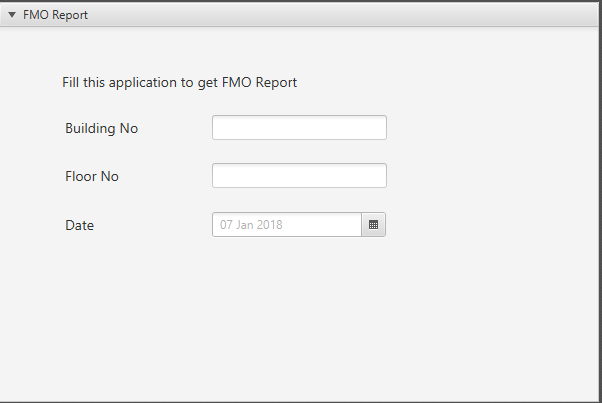 FMO Report
Fill this application to get FMO Report
Building No
Floor No
Date
07 Jan 2018